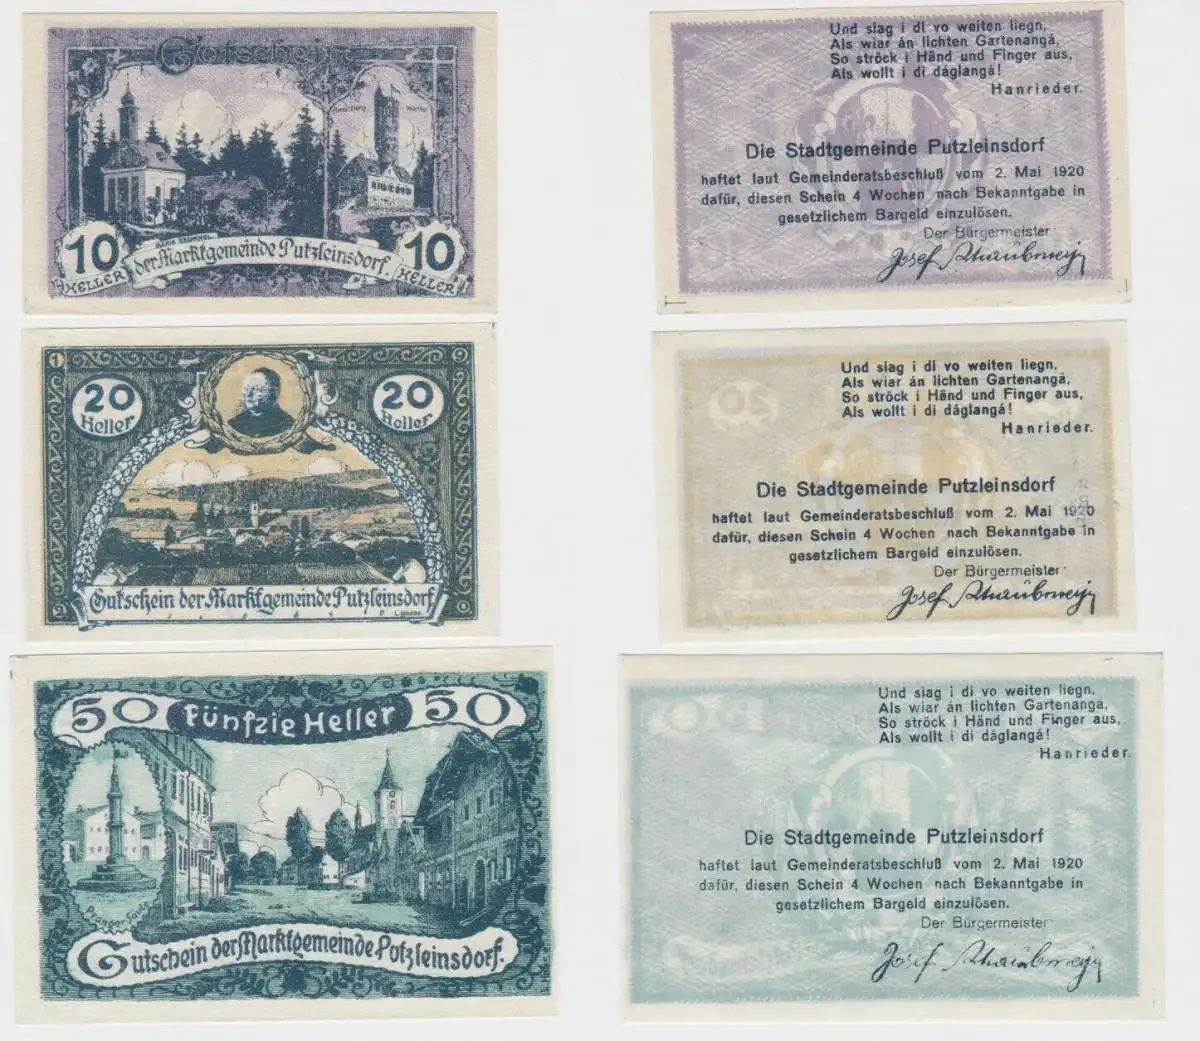 Gutschein
Ameisberg Warte
MARIA
10 10
HELLER der Marktgemeinde Putzleinsdorf. HELLER
Und siag i di vo weiten liegn,
Als wiar án lichten Gartenangá,
So ströck i Händ und Finger aus,
Als wollt i di dáglangá!
Hanrieder.
Die Stadtgemeinde Putzleinsdorf
haftet laut Gemeinderatsbeschluß vom 2. Mai 1920
dafür, diesen Schein 4 Wochen nach Bekanntgabe in
gesetzlichem Bargeld einzulösen.
Der Bürgermeister
1 9
20 20
Heller Heller
Gutschein der Marktgemeinde Putzleinsdorf
2 0
Und siag i di vo weiten liegn,
Als wiar án lichten Gartenangá,
So ströck i Händ und Finger aus,
Als wollt i di dáglangá!
Hanrieder.
20
Die Stadtgemeinde Putzleinsdorf
haftet laut Gemeinderatsbeschluß vom 2. Mai 1920
dafür, diesen Schein 4 Wochen nach Bekanntgabe in
gesetzlichem Bargeld einzulösen.
Der Bürgermeister
50 Fünfzig Heller 50
Pranger Säule
Gutschein der Marktgemeinde Putzleinsdorf.
Und siag i di vo weiten liegn,
Als wiar án lichten Gartenangá,
So ströck i Händ und Finger aus,
Als wollt i di dáglangá!
Hanrieder.
Die Stadtgemeinde Putzleinsdorf
haftet laut Gemeinderatsbeschluß vom 2. Mai 1920
dafür, diesen Schein 4 Wochen nach Bekanntgabe in
gesetzlichem Bargeld einzulösen.
Der Bürgermeister